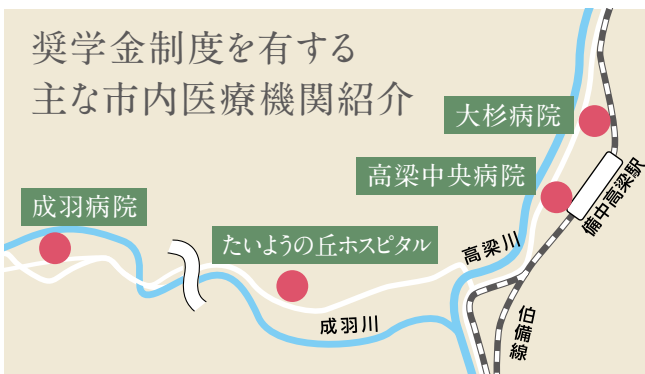 奨学金制度を有する
主な市内医療機関紹介
大杉病院
高梁中央病院
備中高梁駅
成羽病院
たいようの丘ホスピタル
高梁川
成羽川
伯備線